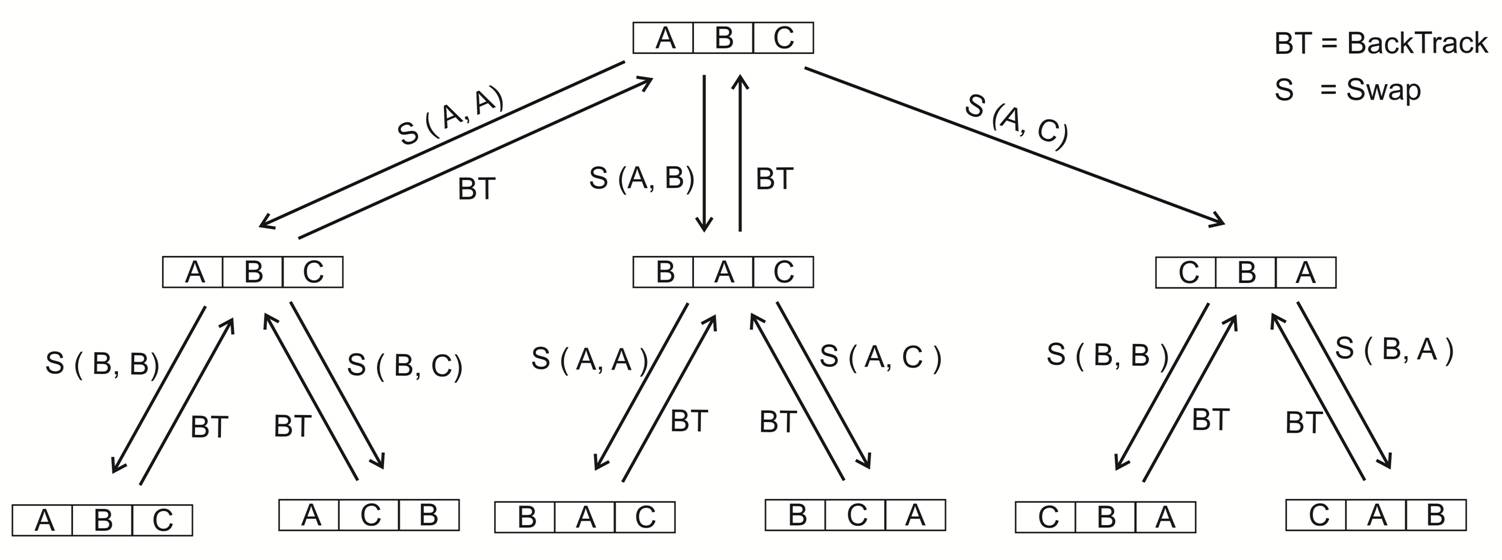 A B C
BT = BackTrack
S = Swap
S ( A, A)
BT
S (A, B)
BT
S (A, C)
A B C
B A C
C B A
S ( B, B)
BT
BT
S ( B, C)
S ( A, A )
BT
BT
S ( A, C )
S ( B, B )
BT
BT
S ( B, A )
A B C
A C B
B A C
B C A
C B A
C A B